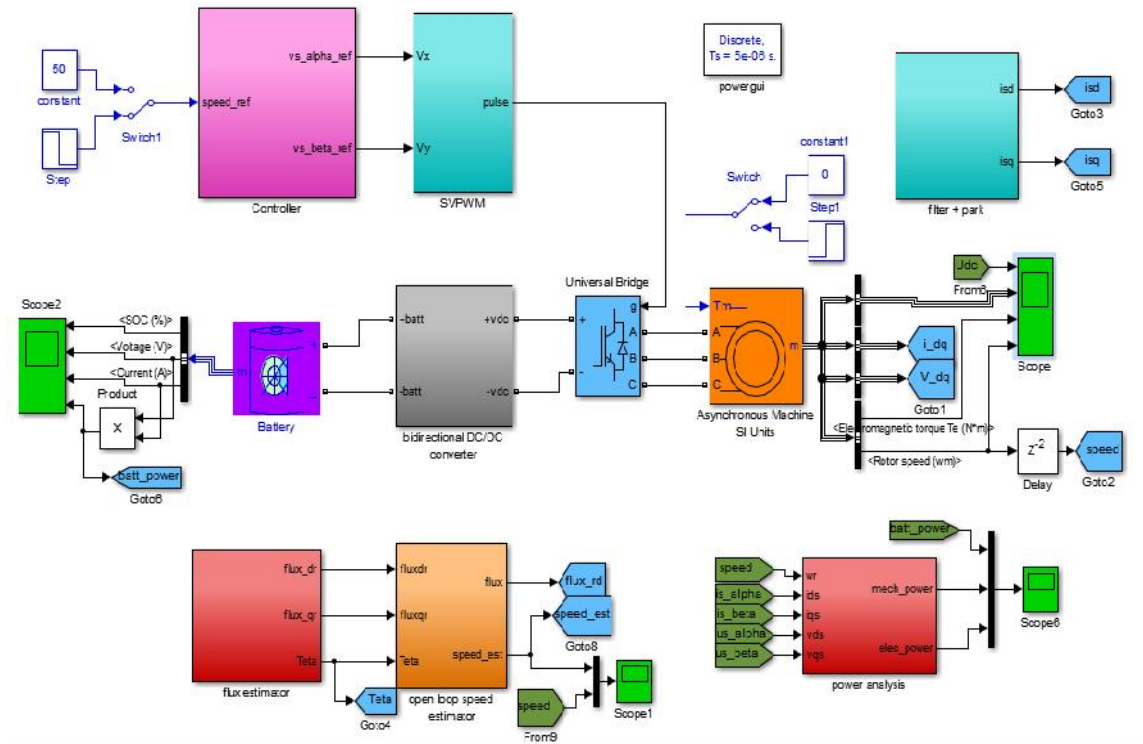 50
constant
Step
Switch1
speed_ref
vs_alpha_ref
vs_beta_ref
Controller
Vx
Vy
pulse
SVPWM
Discrete,
powergui
constant1
Switch
0
Step1
isd
isq
filter + park
isd
Goto3
isq
Goto5
Scope2
<SOC (%)>
<Votage (V)>
<Current (A)>
Product
X
batt_power
Goto6
m
+
_
Battery
+batt
-batt
+vdc
-vdc
bidirectional DC/DC
converter
Universal Bridge
g
+
-
A
B
C
Tm
A
B
C
m
Asynchronous Machine
SI Units
Scope
i_dq
V_dq
Goto1
<Electromagnetic torque Te (N*m)>
<Rotor speed (wm)>
z-2
Delay
speed
Goto2
flux_dr
flux_qr
Teta
flux estimator
fluxdr
fluxqr
Teta
flux
speed_est
open loop speed
estimator
flux_rd
speed_est
Goto8
Teta
Goto4
speed
From9
Scope1
batt_power
speed
is_alpha
is_beta
us_alpha
us_beta
wr
ids
iqs
vds
vqs
mech_power
elec_power
power analysis
Scope6